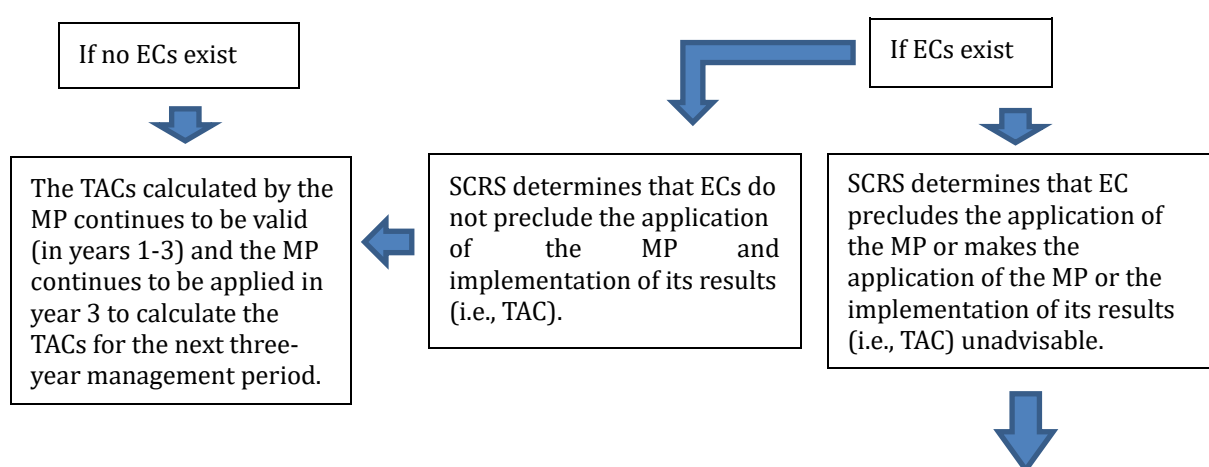 If no ECs exist
If ECs exist
The TACs calculated by the
MP continues to be valid
(in years 1-3) and the MP
continues to be applied in
year 3 to calculate the
TACs for the next three-
year management period.
SCRS determines that ECs do
not preclude the application
of the MP and
implementation of its results
(i.e., TAC).
SCRS determines that EC
precludes the application of
the MP or makes the
application of the MP or the
implementation of its results
(i.e., TAC) unadvisable.